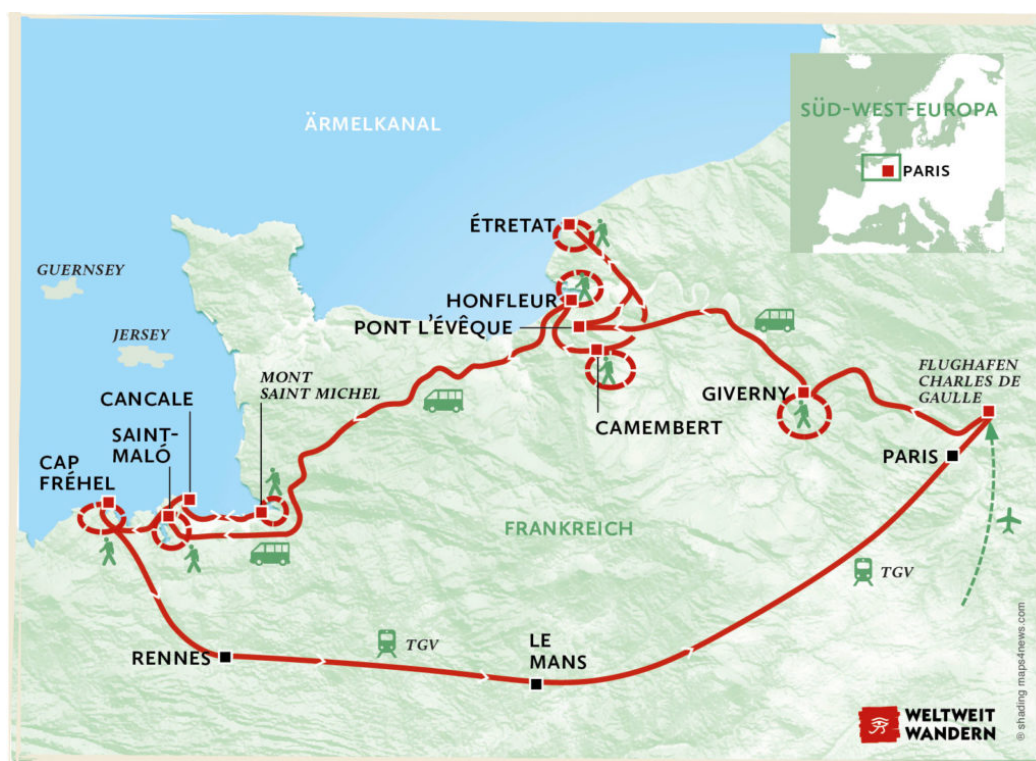 ÄRMELKANAL
SÜD-WEST-EUROPA
PARIS
ÉTRETAT
GUERNSEY
HONFLEUR
PONT L'ÉVÊQUE
JERSEY
MONT
SAINT MICHEL
FLUGHAFEN
CHARLES DE
GAULLE
CANCALE
GIVERNY
SAINT-
MALÓ
CAMEMBERT
CAP
FRÉHEL
PARIS
FRANKREICH
TGV
RENNES
TGV
LE
MANS
WELTWEIT
WANDERN
® shading maps4news.com